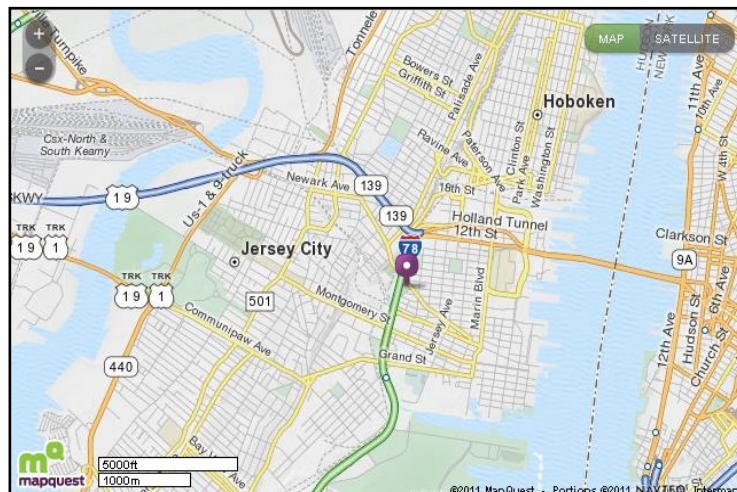 Turnpike
Tonnele
MAP
SATELLITE
HUDSON
Bowers St
Griffith St
Palisade Ave
11th Ave
10th Ave
Hoboken
Csx-North &
South Kearny
Ravine Ave
Paterson Ave
Clinton St
Park Ave
Washington St
W 4th St
Us-1 & 9-truck
139
Newark Ave
18th St
1 9
139
Holland Tunnel
12th St
Clarkson St
TRK
1 9
TRK
1
78
9A
Jersey City
TRK
1 9
TRK
1
501
Montgomery St
Jersey Ave
Marin Blvd
12th Ave
Hudson St
6th Ave
Church St
Communipaw Ave
Grand St
440
mapquest
5000ft
1000m
©2011 MapQuest - Portions ©2011 NAVTEQ, Intermap